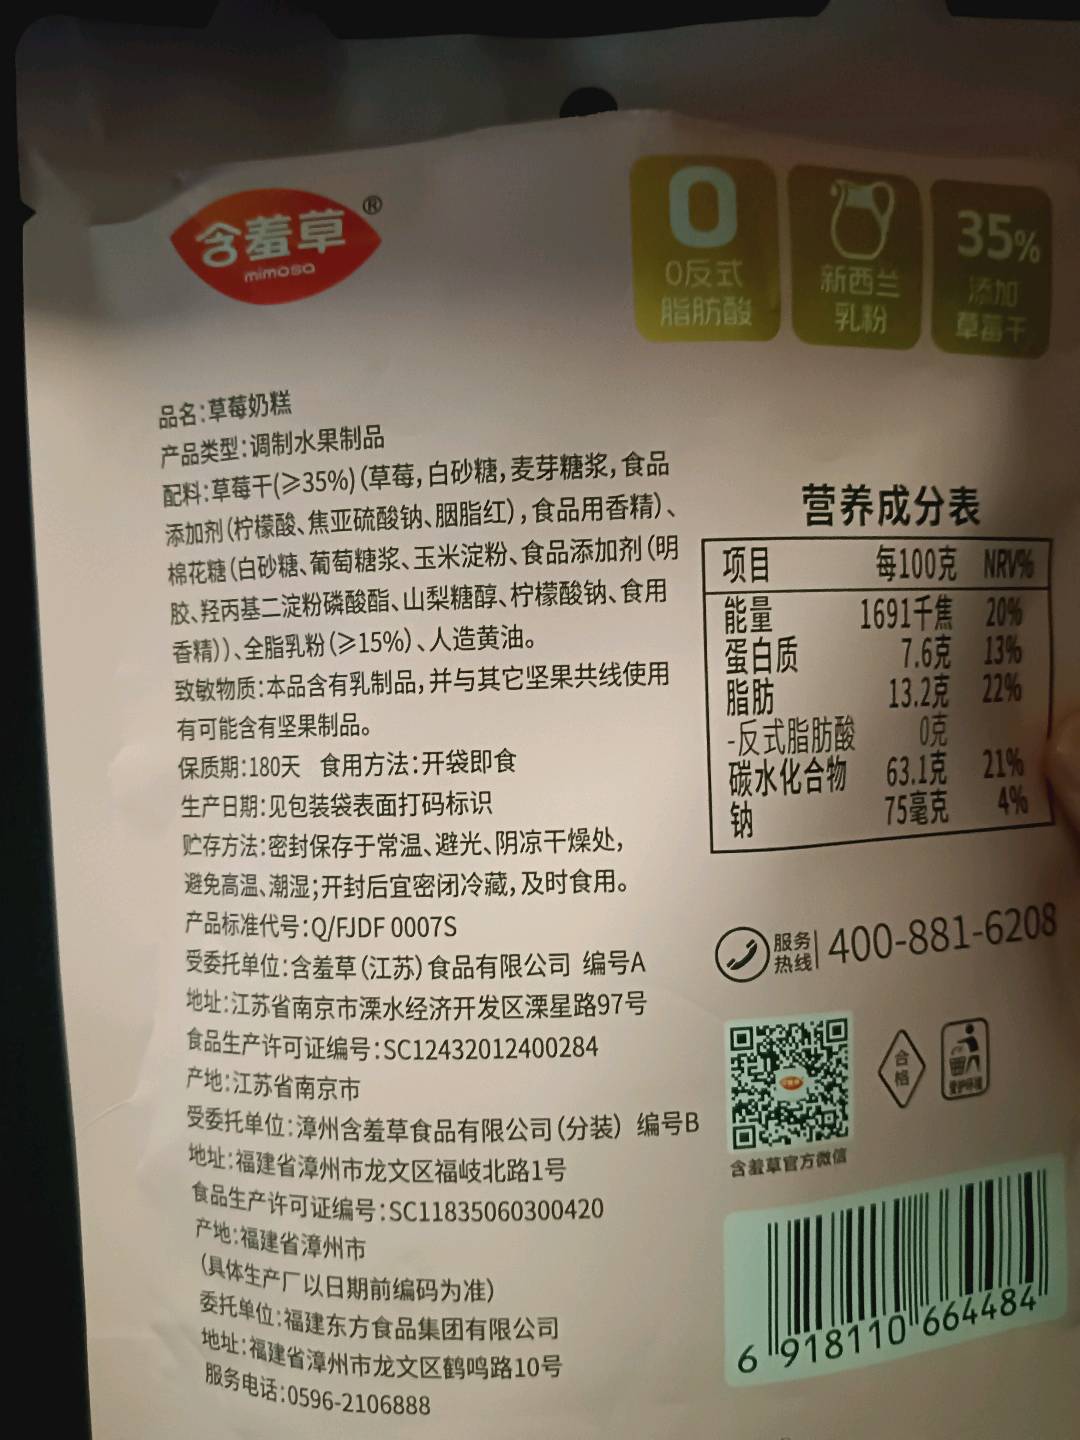 含羞草®
mimosa
0
0反式
脂肪酸
新西兰
乳粉
35%
添加
草莓干
品名:草莓奶糕
产品类型:调制水果制品
配料:草莓干(≥35%)(草莓,白砂糖,麦芽糖浆,食品
添加剂(柠檬酸、焦亚硫酸钠、胭脂红),食品用香精)、
棉花糖(白砂糖、葡萄糖浆、玉米淀粉、食品添加剂(明
胶、羟丙基二淀粉磷酸酯、山梨糖醇、柠檬酸钠、食用
香精))、全脂乳粉(≥15%)、人造黄油。
致敏物质:本品含有乳制品,并与其它坚果共线使用
有可能含有坚果制品。
保质期:180天 食用方法:开袋即食
生产日期:见包装袋表面打码标识
贮存方法:密封保存于常温、避光、阴凉干燥处,
避免高温、潮湿;开封后宜密闭冷藏,及时食用。
产品标准代号:Q/FJDF 0007S
受委托单位:含羞草(江苏)食品有限公司 编号A
地址:江苏省南京市溧水经济开发区溧星路97号
食品生产许可证编号:SC12432012400284
产地:江苏省南京市
受委托单位:漳州含羞草食品有限公司(分装) 编号B
地址:福建省漳州市龙文区福岐北路1号
食品生产许可证编号:SC11835060300420
产地:福建省漳州市
(具体生产厂以日期前编码为准)
委托单位:福建东方食品集团有限公司
地址:福建省漳州市龙文区鹤鸣路10号
服务电话:0596-2106888
营养成分表
项目 每100克 NRV%
能量 1691千焦 20%
蛋白质 7.6克 13%
脂肪 13.2克 22%
-反式脂肪酸 0克
碳水化合物 63.1克 21%
钠 75毫克 4%
服务
热线 400-881-6208
合格
爱护环境
含羞草官方微信
6 918110 664484